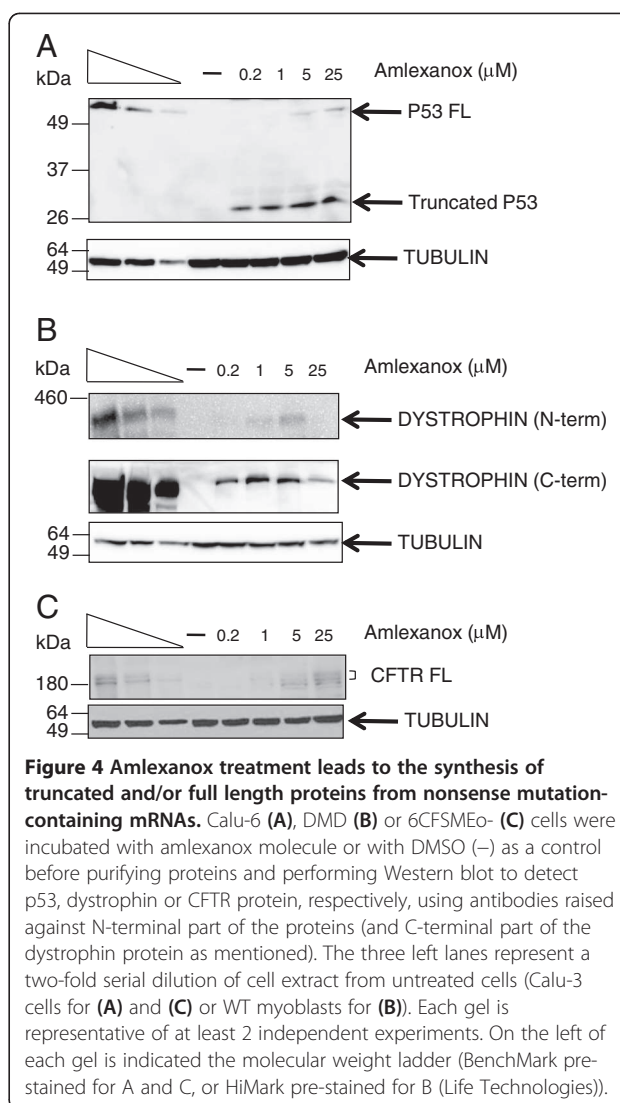 A
kDa
— 0.2 1 5 25 Amlexanox (μM)
49
P53 FL
37
26
Truncated P53
64
49
TUBULIN
B
kDa
— 0.2 1 5 25 Amlexanox (μM)
460
DYSTROPHIN (N-term)
DYSTROPHIN (C-term)
64
49
TUBULIN
C
kDa
— 0.2 1 5 25 Amlexanox (μM)
180
CFTR FL
64
49
TUBULIN
Figure 4 Amlexanox treatment leads to the synthesis of
truncated and/or full length proteins from nonsense mutation-
containing mRNAs. Calu-6 (A), DMD (B) or 6CFSMEo- (C) cells were
incubated with amlexanox molecule or with DMSO (−) as a control
before purifying proteins and performing Western blot to detect
p53, dystrophin or CFTR protein, respectively, using antibodies raised
against N-terminal part of the proteins (and C-terminal part of the
dystrophin protein as mentioned). The three left lanes represent a
two-fold serial dilution of cell extract from untreated cells (Calu-3
cells for (A) and (C) or WT myoblasts for (B)). Each gel is
representative of at least 2 independent experiments. On the left of
each gel is indicated the molecular weight ladder (BenchMark pre-
stained for A and C, or HiMark pre-stained for B (Life Technologies)).